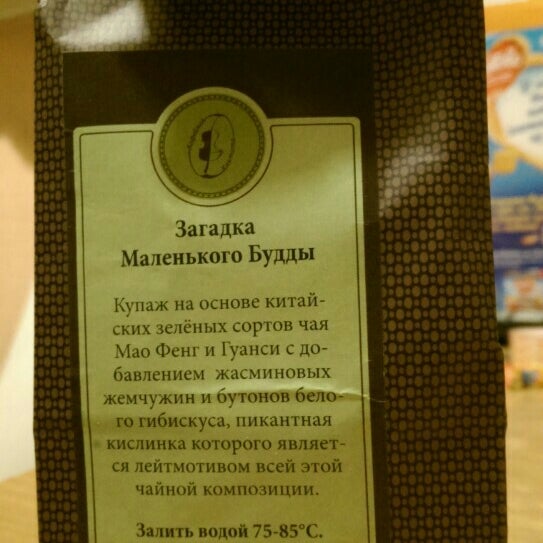 Загадка
Маленького Будды
Купаж на основе китай-
ских зелёных сортов чая
Мао Фенг и Гуанси с до-
бавлением жасминовых
жемчужин и бутонов бело-
го гибискуса, пикантная
кислинка которого являет-
ся лейтмотивом всей этой
чайной композиции.
Залить водой 75-85°С.